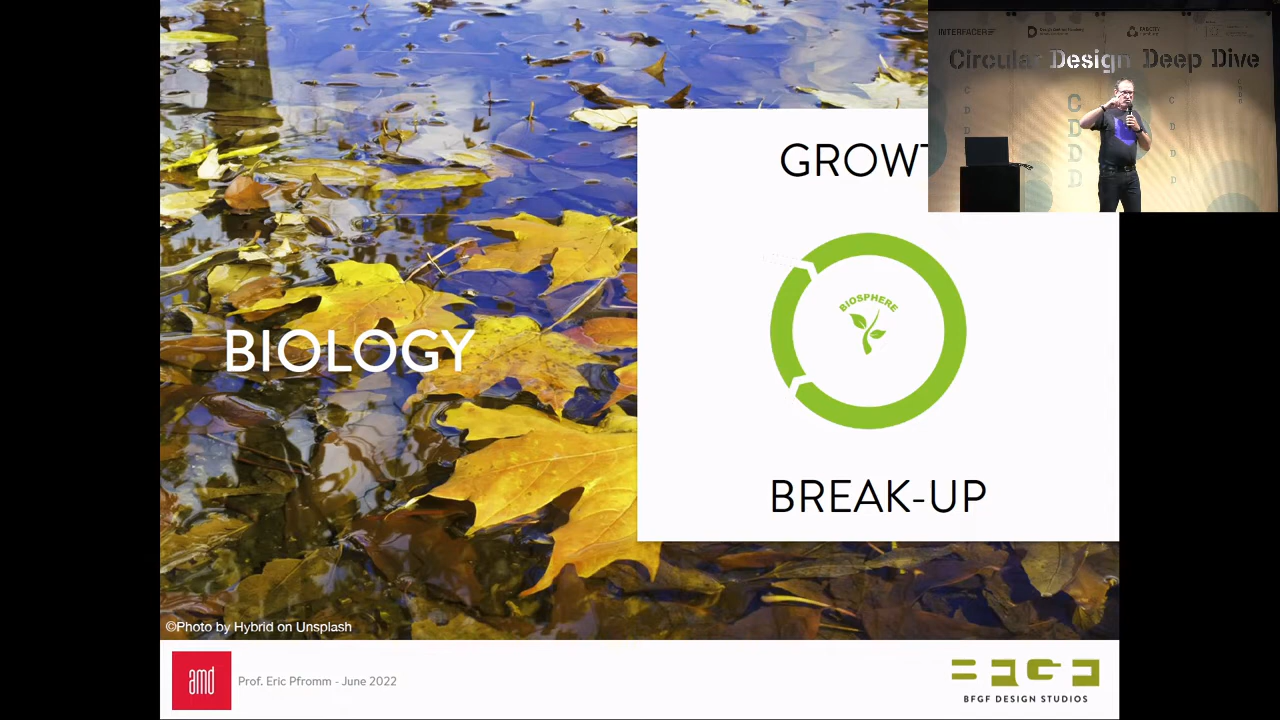 INTERFACER
Circular Design Deep Dive
C
D
D
D
GROWT
BIOSPHERE
BIOLOGY
BREAK-UP
©Photo by Hybrid on Unsplash
amd
Prof. Eric Pfromm - June 2022
BFGF DESIGN STUDIOS